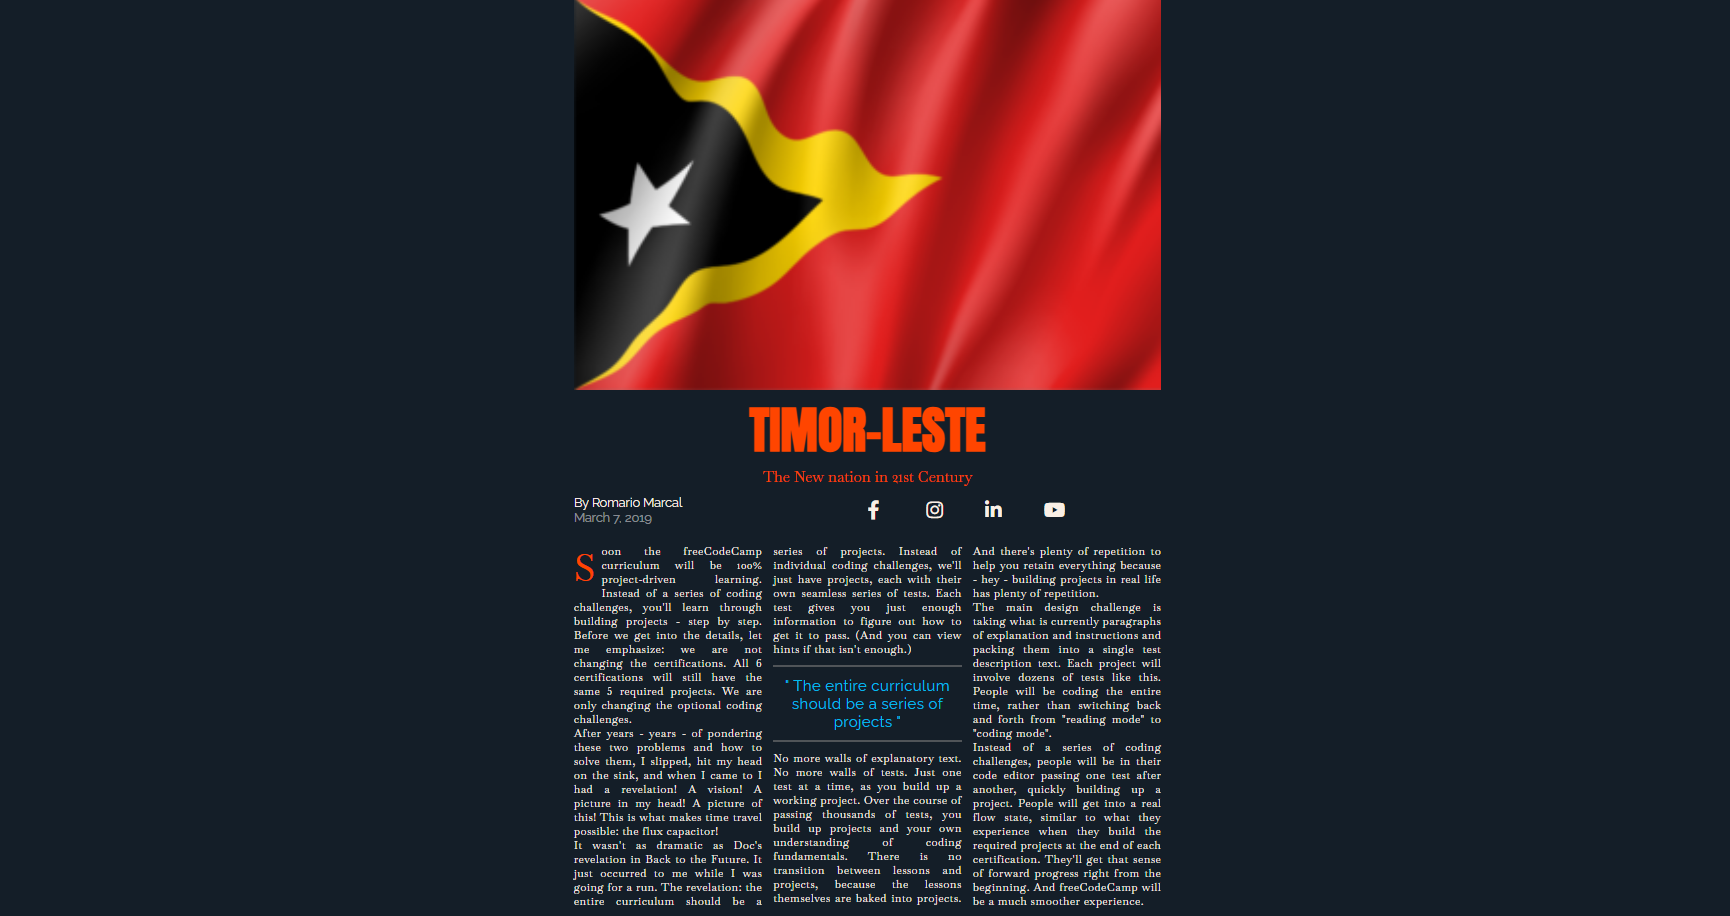 TIMOR-LESTE
The New nation in 21st Century
By Romario Marcal
March 7, 2019
Soon the freeCodeCamp
curriculum will be 100%
project-driven learning.
Instead of a series of coding
challenges, you'll learn through
building projects - step by step.
Before we get into the details, let
me emphasize: we are not
changing the certifications. All 6
certifications will still have the
same 5 required projects. We are
only changing the optional coding
challenges.
After years - years - of pondering
these two problems and how to
solve them, I slipped, hit my head
on the sink, and when I came to I
had a revelation! A vision! A
picture in my head! A picture of
this! This is what makes time travel
possible: the flux capacitor!
It wasn't as dramatic as Doc's
revelation in Back to the Future. It
just occurred to me while I was
going for a run. The revelation: the
entire curriculum should be a
series of projects. Instead of
individual coding challenges, we'll
just have projects, each with their
own seamless series of tests. Each
test gives you just enough
information to figure out how to
get it to pass. (And you can view
hints if that isn't enough.)
" The entire curriculum
should be a series of
projects "
No more walls of explanatory text.
No more walls of tests. Just one
test at a time, as you build up a
working project. Over the course of
passing thousands of tests, you
build up projects and your own
understanding of coding
fundamentals. There is no
transition between lessons and
projects, because the lessons
themselves are baked into projects.
And there's plenty of repetition to
help you retain everything because
- hey - building projects in real life
has plenty of repetition.
The main design challenge is
taking what is currently paragraphs
of explanation and instructions and
packing them into a single test
description text. Each project will
involve dozens of tests like this.
People will be coding the entire
time, rather than switching back
and forth from "reading mode" to
"coding mode".
Instead of a series of coding
challenges, people will be in their
code editor passing one test after
another, quickly building up a
project. People will get into a real
flow state, similar to what they
experience when they build the
required projects at the end of each
certification. They'll get that sense
of forward progress right from the
beginning. And freeCodeCamp will
be a much smoother experience.